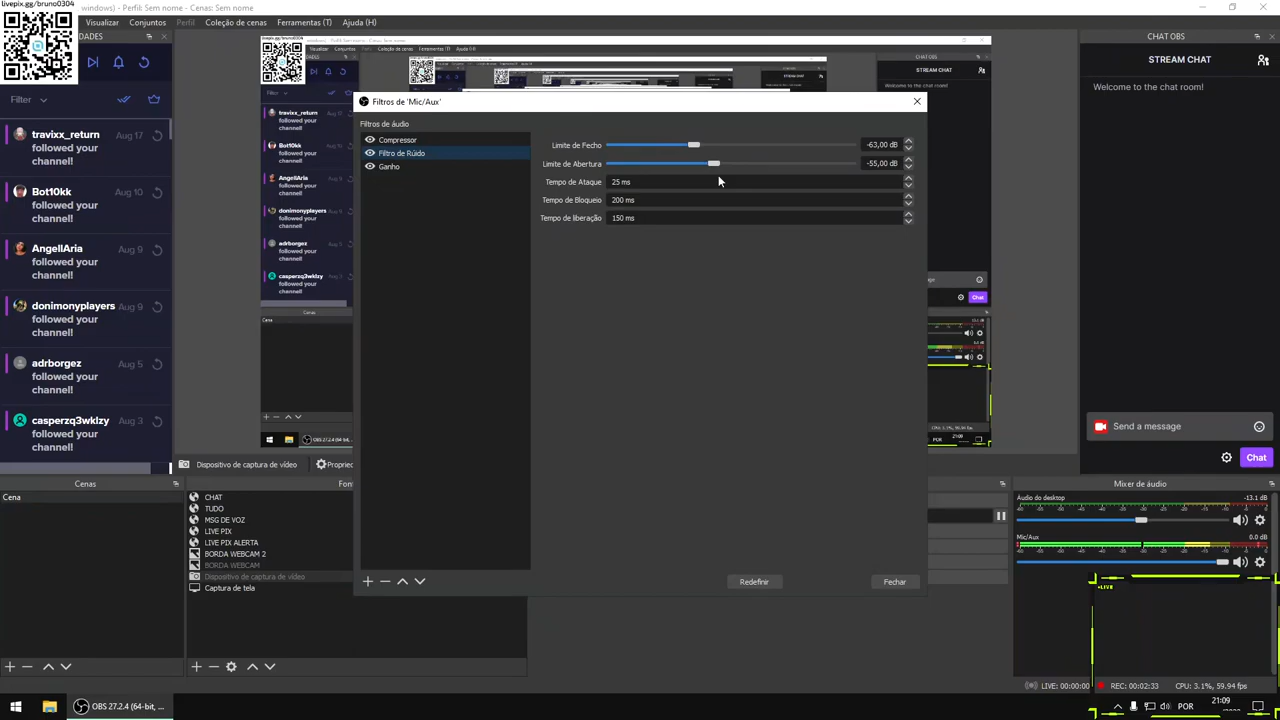 livepix.gg/bruno0304
windows) - Perfil: Sem nome - Cenas: Sem nome
Visualizar
Conjuntos
Perfil
Coleção de cenas
Ferramentas (T)
Ajuda (H)
DADES
Filter
travixx_return
Aug 17
followed your
channel!
Bot10kk
Aug 9
followed your
channel!
AngellAria
Aug 9
followed your
channel!
donimonyplayers
Aug 9
followed your
channel!
adrborgez
Aug 5
followed your
channel!
casperzq3wklzy
Aug 3
followed your
channel!
Filtros de 'Mic/Aux'
Filtros de áudio
Compressor
Filtro de Rúido
Ganho
Limite de Fecho
-63,00 dB
Limite de Abertura
-55,00 dB
Tempo de Ataque
25 ms
Tempo de Bloqueio
200 ms
Tempo de liberação
150 ms
Redefinir
Fechar
CHAT OBS
STREAM CHAT
Welcome to the chat room!
Send a message
Chat
Dispositivo de captura de vídeo
Propried
Cenas
Cena
Font
CHAT
TUDO
MSG DE VOZ
LIVE PIX
LIVE PIX ALERTA
BORDA WEBCAM 2
BORDA WEBCAM
Dispositivo de captura de vídeo
Captura de tela
Mixer de áudio
Áudio do desktop
-13.1 dB
Mic/Aux
0.0 dB
+LIVE
LIVE: 00:00:00
REC: 00:02:33
CPU: 3.1%, 59.94 fps
OBS 27.2.4 (64-bit, ...
POR
21:09